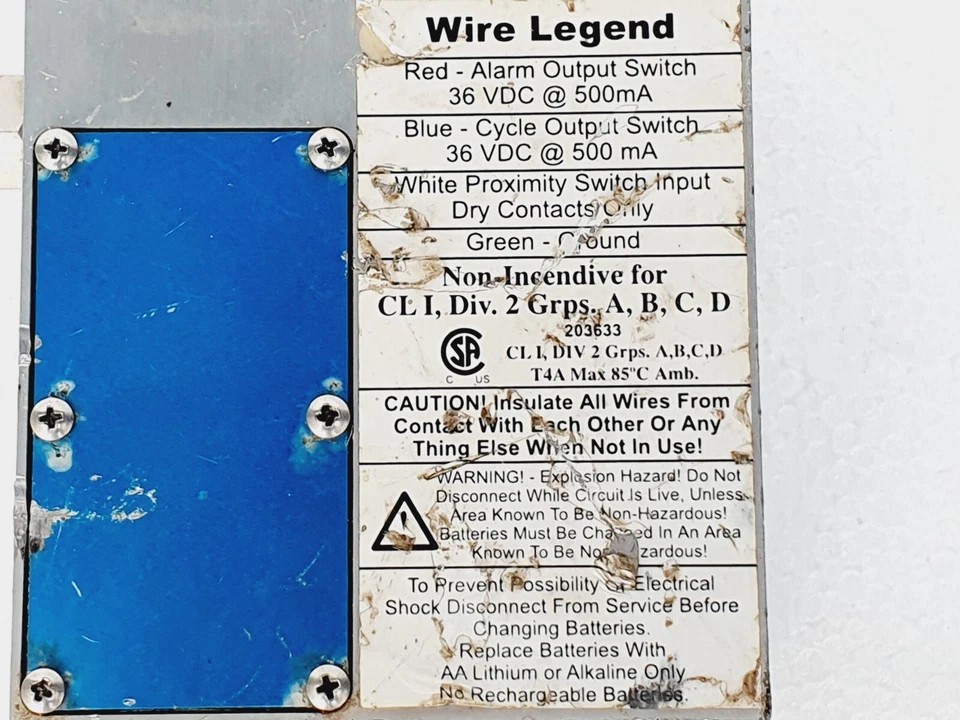 Wire Legend
Red - Alarm Output Switch
36 VDC @ 500mA
Blue - Cycle Output Switch
36 VDC @ 500 mA
White Proximity Switch Input
Dry Contacts Only
Green - Ground
Non-Incendive for
CL I, Div. 2 Grps. A, B, C, D
203633
CSA
C US
CL I, DIV 2 Grps. A,B,C,D
T4A Max 85°C Amb.
CAUTION! Insulate All Wires From
Contact With Each Other Or Any
Thing Else When Not In Use!
WARNING! - Explosion Hazard! Do Not
Disconnect While Circuit Is Live, Unless
Area Known To Be Non-Hazardous!
Batteries Must Be Changed In An Area
Known To Be Non-Hazardous!
To Prevent Possibility Of Electrical
Shock Disconnect From Service Before
Changing Batteries.
Replace Batteries With
AA Lithium or Alkaline Only
No Rechargeable Batteries.